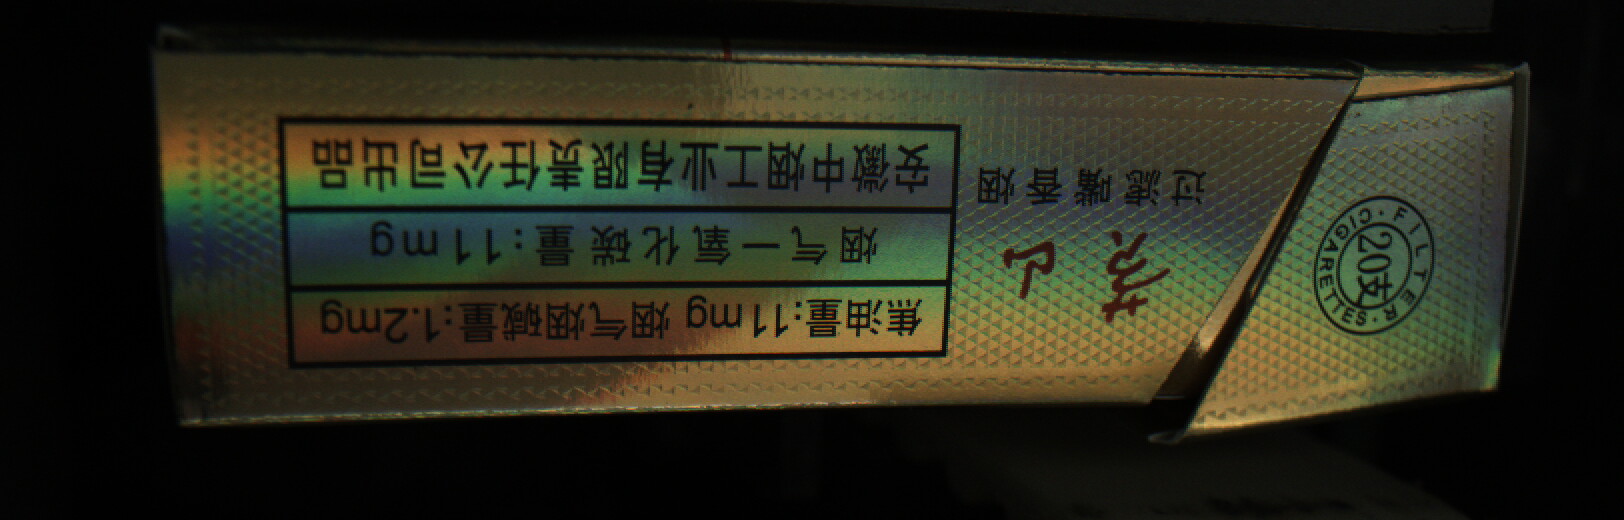 FILTER·CIGARETTES·
20支
黄山
过滤嘴香烟
焦油量:11mg 烟气烟碱量:1.2mg
烟气一氧化碳量:11mg
安徽中烟工业有限责任公司出品